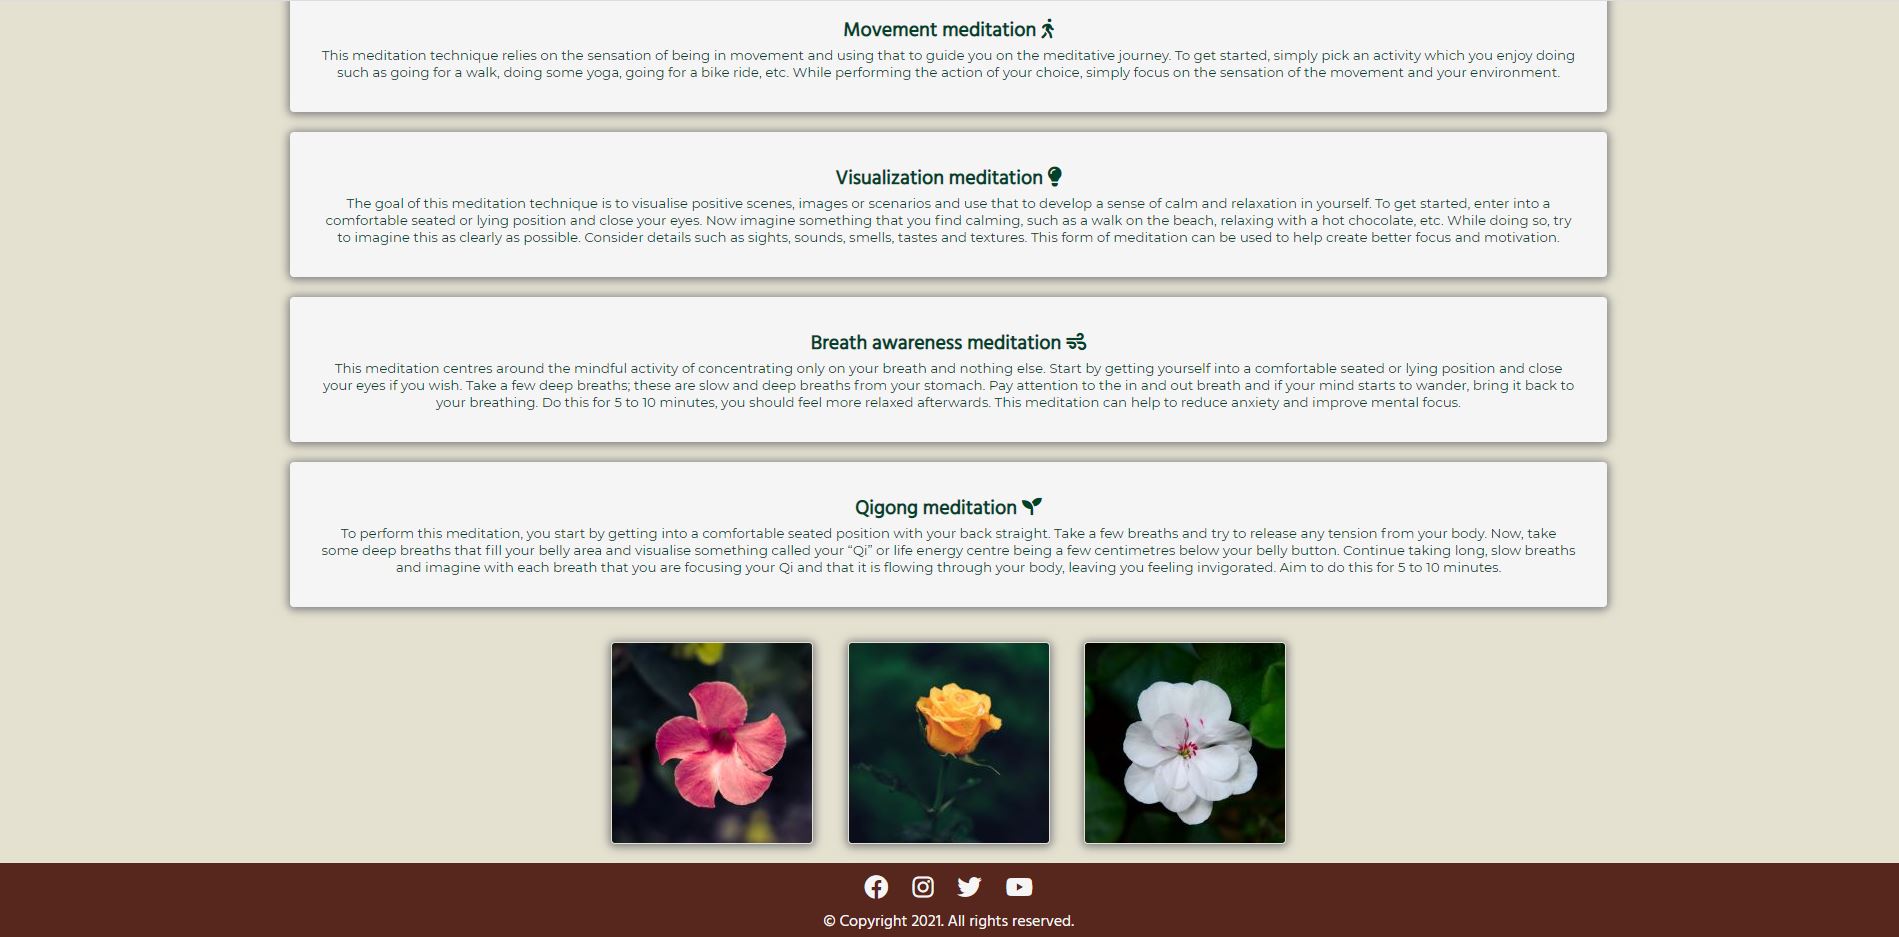 Movement meditation
This meditation technique relies on the sensation of being in movement and using that to guide you on the meditative journey. To get started, simply pick an activity which you enjoy doing
such as going for a walk, doing some yoga, going for a bike ride, etc. While performing the action of your choice, simply focus on the sensation of the movement and your environment.
Visualization meditation
The goal of this meditation technique is to visualise positive scenes, images or scenarios and use that to develop a sense of calm and relaxation in yourself. To get started, enter into a
comfortable seated or lying position and close your eyes. Now imagine something that you find calming, such as a walk on the beach, relaxing with a hot chocolate, etc. While doing so, try
to imagine this as clearly as possible. Consider details such as sights, sounds, smells, tastes and textures. This form of meditation can be used to help create better focus and motivation.
Breath awareness meditation
This meditation centres around the mindful activity of concentrating only on your breath and nothing else. Start by getting yourself into a comfortable seated or lying position and close
your eyes if you wish. Take a few deep breaths; these are slow and deep breaths from your stomach. Pay attention to the in and out breath and if your mind starts to wander, bring it back to
your breathing. Do this for 5 to 10 minutes, you should feel more relaxed afterwards. This meditation can help to reduce anxiety and improve mental focus.
Qigong meditation
To perform this meditation, you start by getting into a comfortable seated position with your back straight. Take a few breaths and try to release any tension from your body. Now, take
some deep breaths that fill your belly area and visualise something called your “Qi” or life energy centre being a few centimetres below your belly button. Continue taking long, slow breaths
and imagine with each breath that you are focusing your Qi and that it is flowing through your body, leaving you feeling invigorated. Aim to do this for 5 to 10 minutes.
© Copyright 2021. All rights reserved.